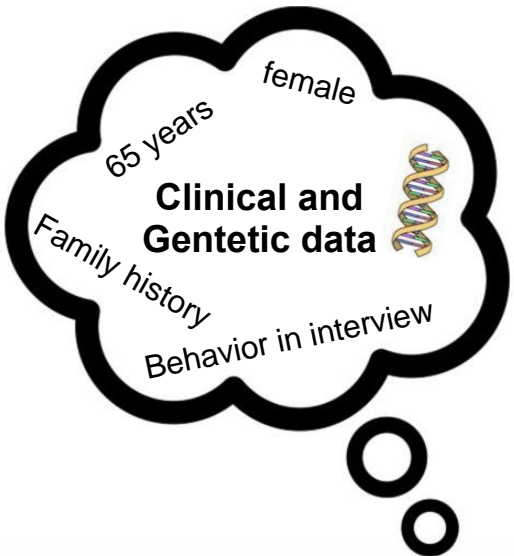 female
65 years
Clinical and
Gentetic data
Family history
Behavior in interview